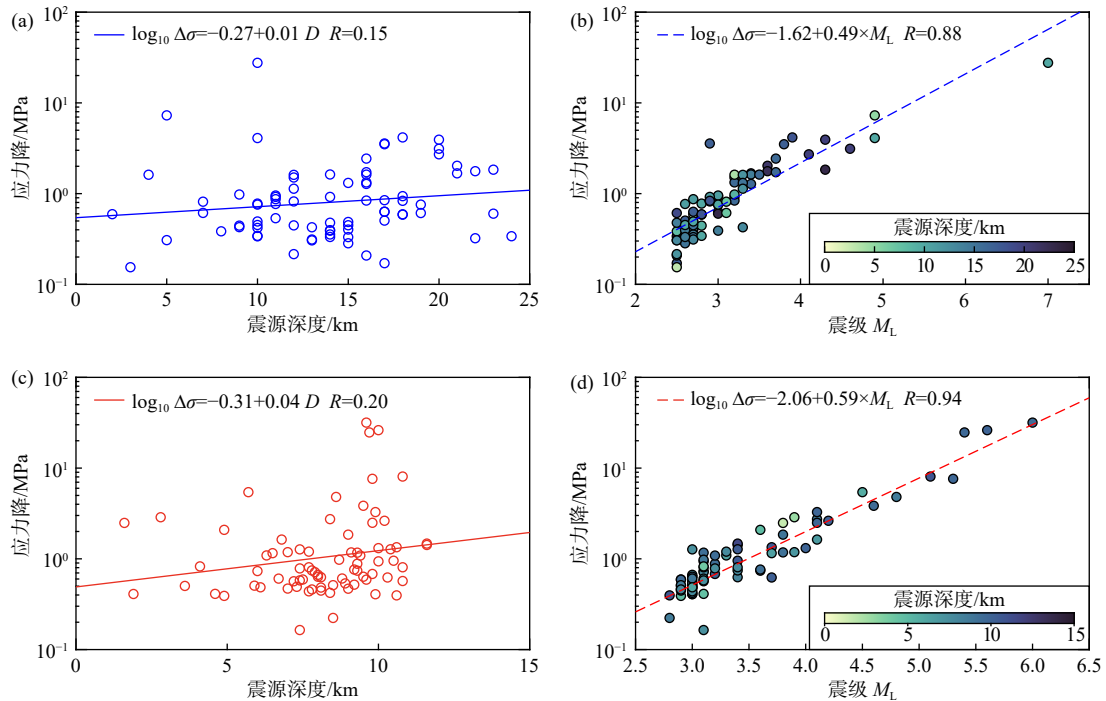 (a)
10²
10¹
10⁰
10⁻¹
应力降/MPa
log₁₀ Δσ=−0.27+0.01 D R=0.15
0 5 10 15 20 25
震源深度/km
(b)
10²
10¹
10⁰
10⁻¹
应力降/MPa
log₁₀ Δσ=−1.62+0.49×M_L R=0.88
震源深度/km
0 5 10 15 20 25
2 3 4 5 6 7
震级 M_L
(c)
10²
10¹
10⁰
10⁻¹
应力降/MPa
log₁₀ Δσ=−0.31+0.04 D R=0.20
0 5 10 15
震源深度/km
(d)
10²
10¹
10⁰
10⁻¹
应力降/MPa
log₁₀ Δσ=−2.06+0.59×M_L R=0.94
震源深度/km
0 5 10 15
2.5 3.0 3.5 4.0 4.5 5.0 5.5 6.0 6.5
震级 M_L